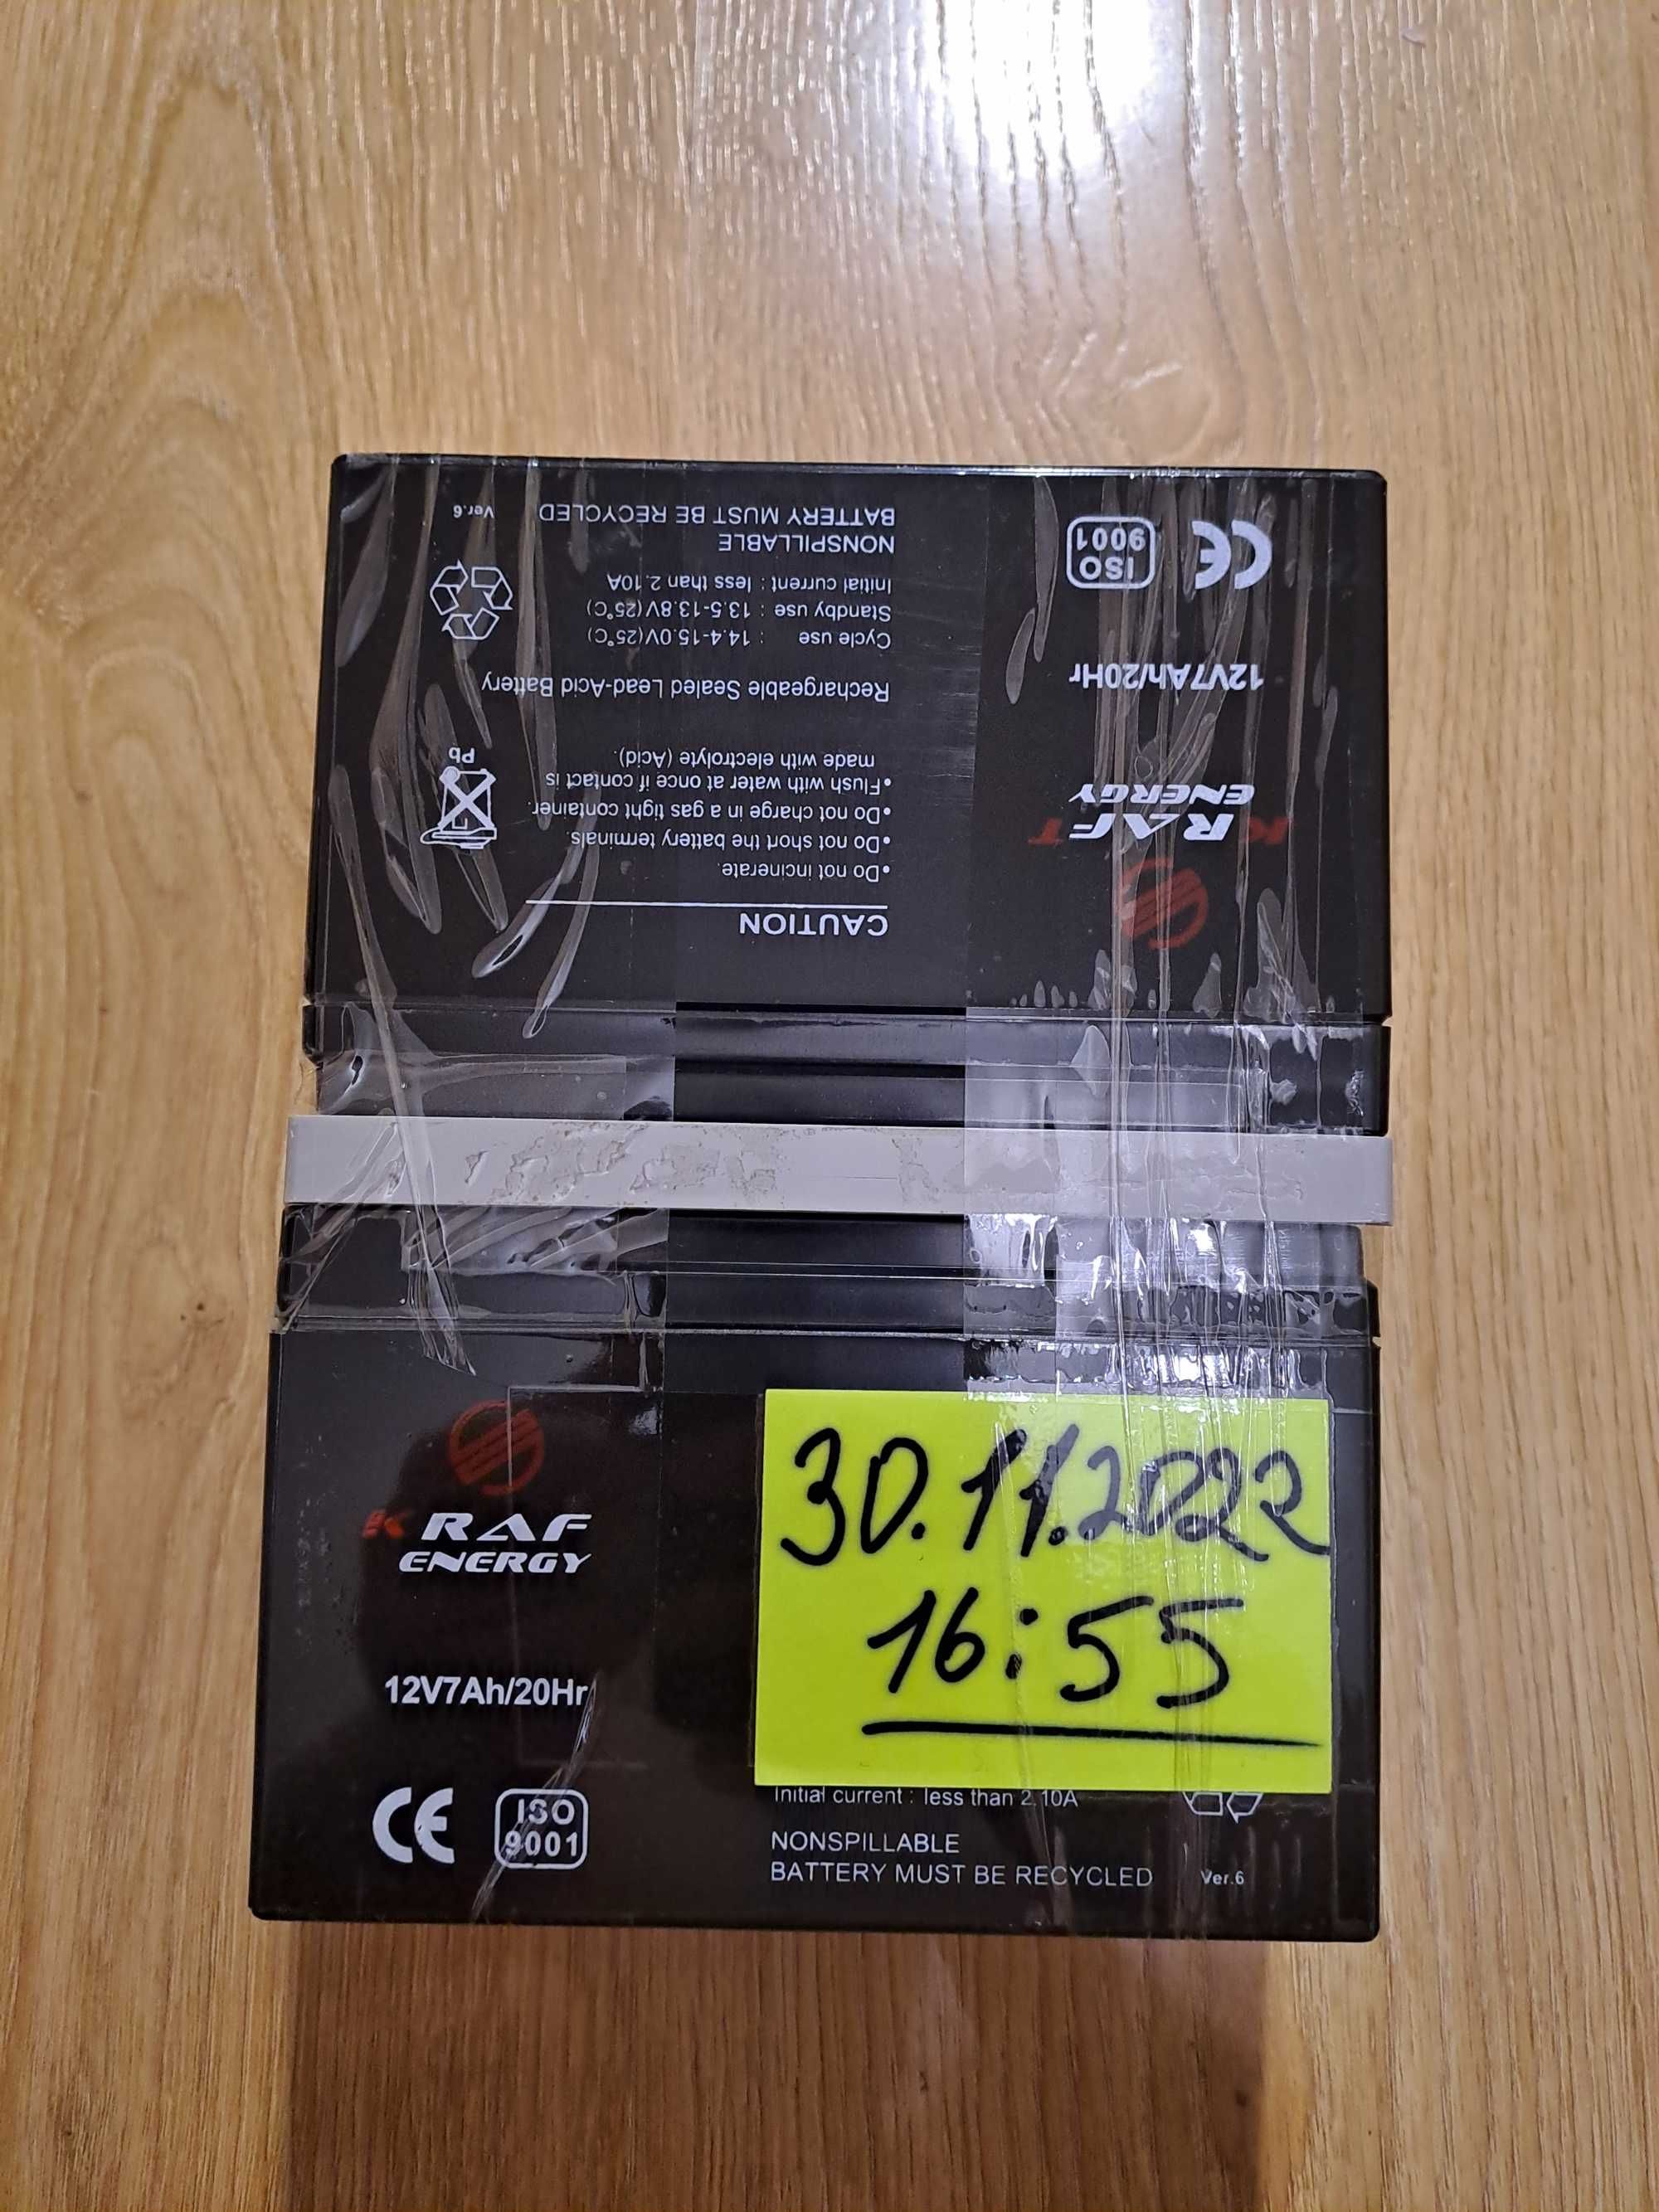 CAUTION
•Do not incinerate.
•Do not short the battery terminals.
•Do not charge in a gas tight container.
•Flush with water at once if contact is
made with electrolyte (Acid).
Pb
Rechargeable Sealed Lead-Acid Battery
Cycle use : 14.4-15.0V(25°C)
Standby use : 13.5-13.8V(25°C)
Initial current : less than 2.10A
NONSPILLABLE
BATTERY MUST BE RECYCLED
Ver.6
KRAFT
ENERGY
12V7Ah/20Hr
CE
ISO
9001
KRAF
ENERGY
12V7Ah/20Hr
CE
ISO
9001
30.11.2022
16:55
Initial current : less than 2.10A
NONSPILLABLE
BATTERY MUST BE RECYCLED
Ver.6